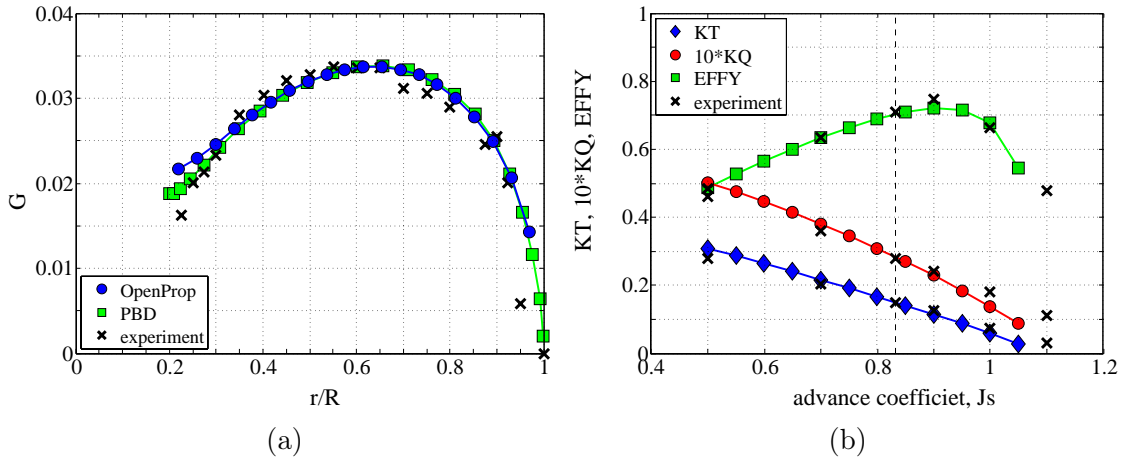 0.04
0.03
0.02
0.01
0
G
0
0.2
0.4
0.6
0.8
1
r/R
OpenProp
PBD
experiment
(a)
1
0.8
0.6
0.4
0.2
0
KT, 10*KQ, EFFY
0.4
0.6
0.8
1
1.2
advance coefficiet, Js
KT
10*KQ
EFFY
experiment
(b)